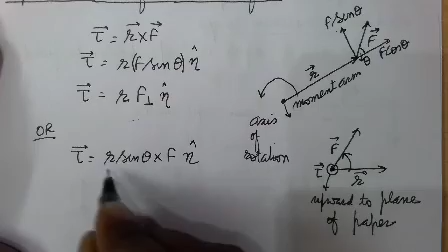 τ⃗ = r⃗ × F⃗
τ⃗ = r (F sinθ) n̂
τ⃗ = r F⊥ n̂
OR
τ⃗ = r sinθ × F n̂
F sinθ
F⃗
θ
F cosθ
r⃗
moment arm
axis
of
rotation
F⃗
τ⃗
r⃗
upward to plane
of paper